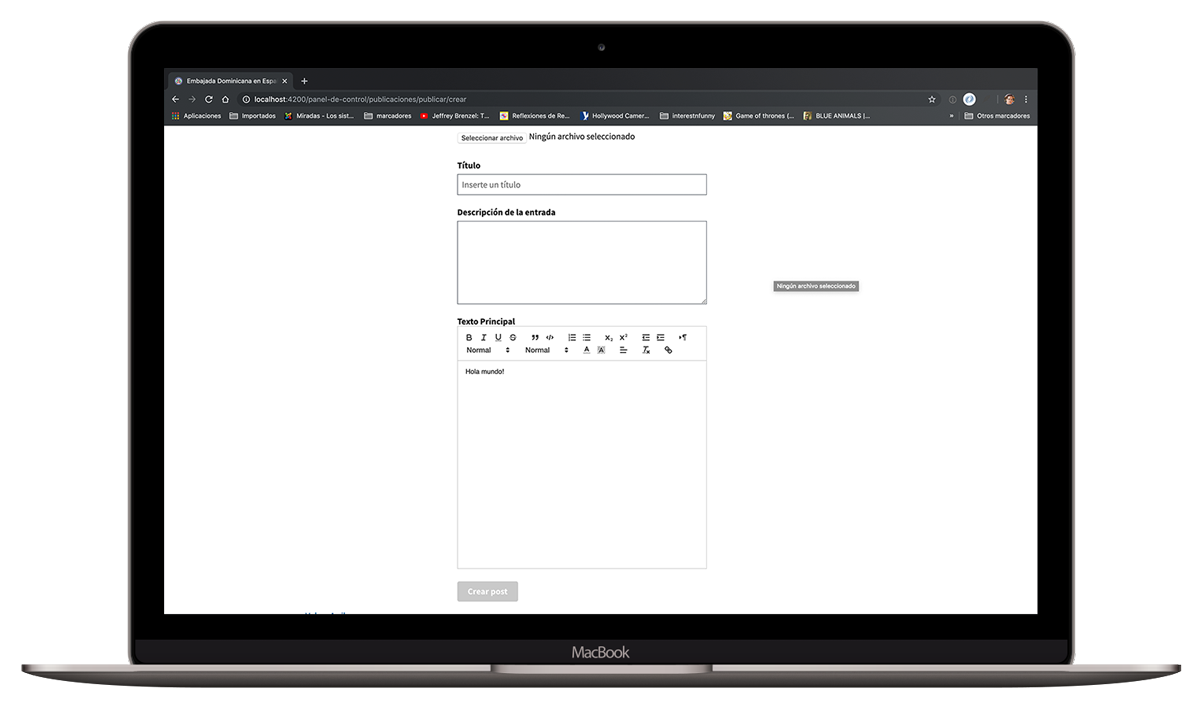 Embajada Dominicana en Espa
localhost:4200/panel-de-control/publicaciones/publicar/crear
Aplicaciones Importados Miradas - Los sist... marcadores Jeffrey Brenzel: T... Reflexiones de Re... Hollywood Camer... interestnfunny Game of thrones (... BLUE ANIMALS |... » Otros marcadores
Seleccionar archivo Ningún archivo seleccionado
Título
Inserte un título
Descripción de la entrada
Ningún archivo seleccionado
Texto Principal
Normal Normal
Hola mundo!
Crear post
MacBook